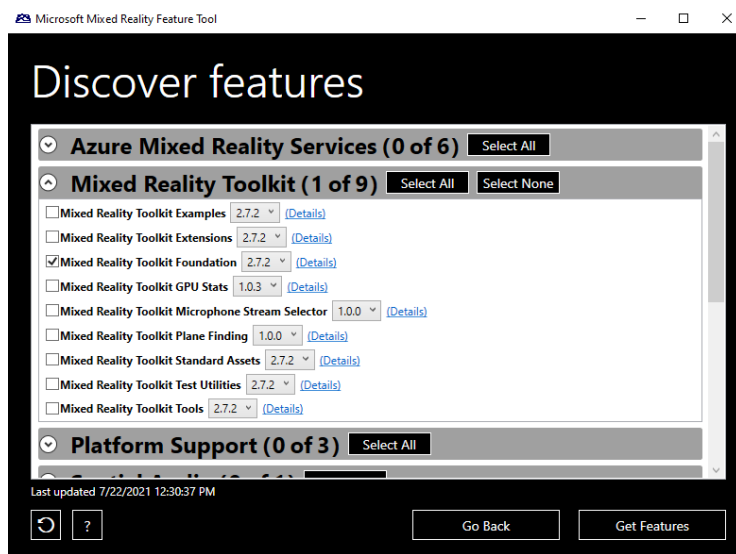 Microsoft Mixed Reality Feature Tool
Discover features
Azure Mixed Reality Services (0 of 6) Select All
Mixed Reality Toolkit (1 of 9) Select All Select None
Mixed Reality Toolkit Examples 2.7.2 (Details)
Mixed Reality Toolkit Extensions 2.7.2 (Details)
Mixed Reality Toolkit Foundation 2.7.2 (Details)
Mixed Reality Toolkit GPU Stats 1.0.3 (Details)
Mixed Reality Toolkit Microphone Stream Selector 1.0.0 (Details)
Mixed Reality Toolkit Plane Finding 1.0.0 (Details)
Mixed Reality Toolkit Standard Assets 2.7.2 (Details)
Mixed Reality Toolkit Test Utilities 2.7.2 (Details)
Mixed Reality Toolkit Tools 2.7.2 (Details)
Platform Support (0 of 3) Select All
Last updated 7/22/2021 12:30:37 PM
? Go Back Get Features